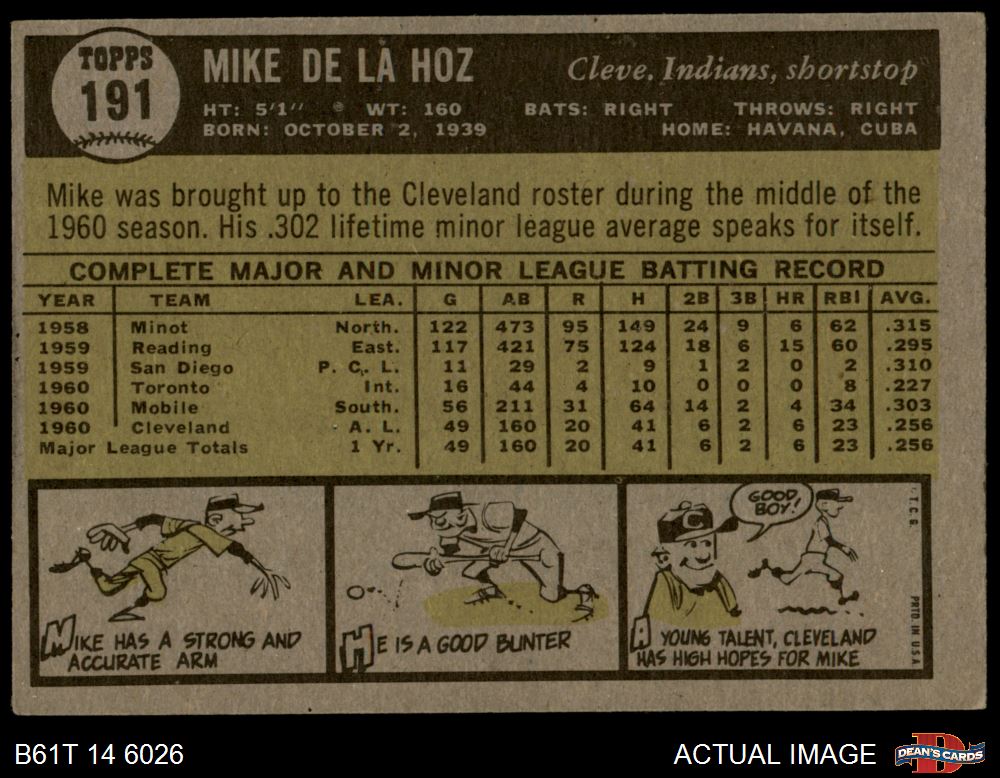 TOPPS
191
MIKE DE LA HOZ
Cleve. Indians, shortstop
HT: 5'1" WT: 160 BATS: RIGHT THROWS: RIGHT
BORN: OCTOBER 2, 1939 HOME: HAVANA, CUBA
Mike was brought up to the Cleveland roster during the middle of the
1960 season. His .302 lifetime minor league average speaks for itself.
COMPLETE MAJOR AND MINOR LEAGUE BATTING RECORD
YEAR TEAM LEA. G AB R H 2B 3B HR RBI AVG.
1958 Minot North. 122 473 95 149 24 9 6 62 .315
1959 Reading East. 117 421 75 124 18 6 15 60 .295
1959 San Diego P. C. L. 11 29 2 9 1 2 0 2 .310
1960 Toronto Int. 16 44 4 10 0 0 0 8 .227
1960 Mobile South. 56 211 31 64 14 2 4 34 .303
1960 Cleveland A. L. 49 160 20 41 6 2 6 23 .256
Major League Totals 1 Yr. 49 160 20 41 6 2 6 23 .256
MIKE HAS A STRONG AND
ACCURATE ARM
HE IS A GOOD BUNTER
C
GOOD
BOY!
A YOUNG TALENT, CLEVELAND
HAS HIGH HOPES FOR MIKE
T.C.G.
PRTD. IN U.S.A.
B61T 14 6026
ACTUAL IMAGE
DEAN'S CARDS